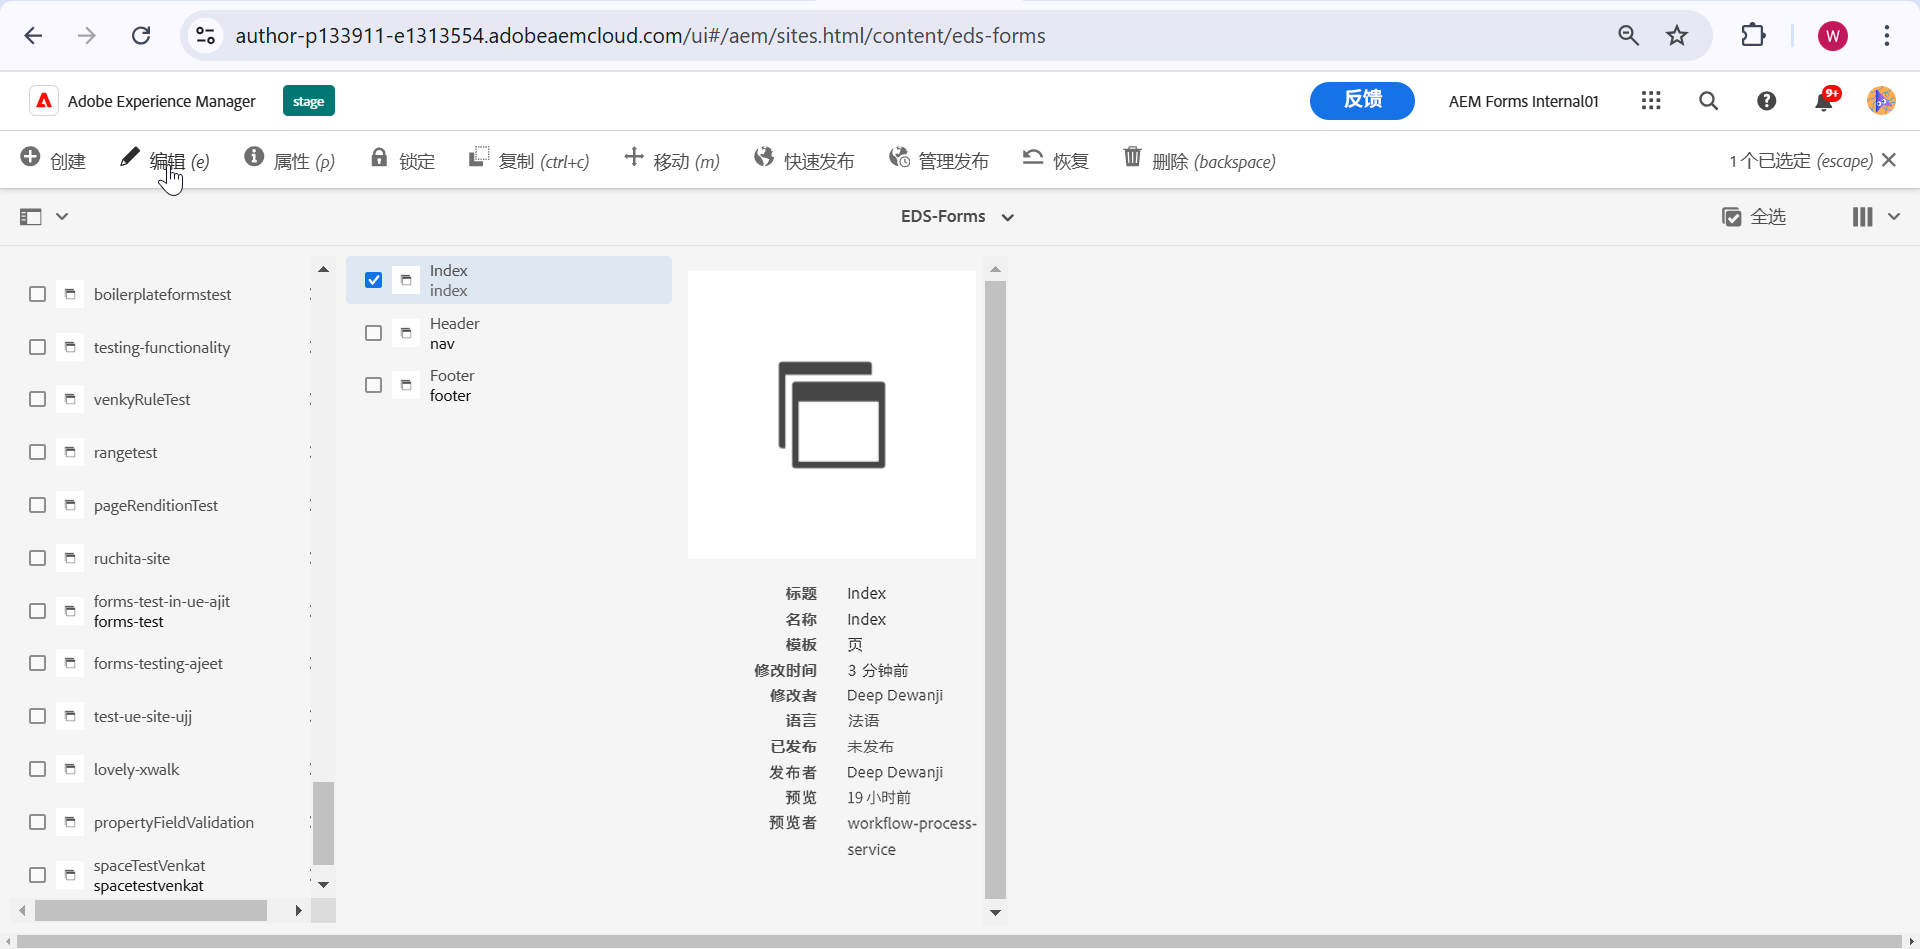 author-p133911-e1313554.adobeaemcloud.com/ui#/aem/sites.html/content/eds-forms
W
Adobe Experience Manager
stage
反馈
AEM Forms Internal01
9+
创建
编辑 (e)
属性 (p)
锁定
复制 (ctrl+c)
移动 (m)
快速发布
管理发布
恢复
删除 (backspace)
1 个已选定 (escape)
EDS-Forms
全选
boilerplateformstest
testing-functionality
venkyRuleTest
rangetest
pageRenditionTest
ruchita-site
forms-test-in-ue-ajit
forms-test
forms-testing-ajeet
test-ue-site-ujj
lovely-xwalk
propertyFieldValidation
spaceTestVenkat
spacetestvenkat
Index
index
Header
nav
Footer
footer
标题 Index
名称 Index
模板 页
修改时间 3 分钟前
修改者 Deep Dewanji
语言 法语
已发布 未发布
发布者 Deep Dewanji
预览 19 小时前
预览者 workflow-process-
service